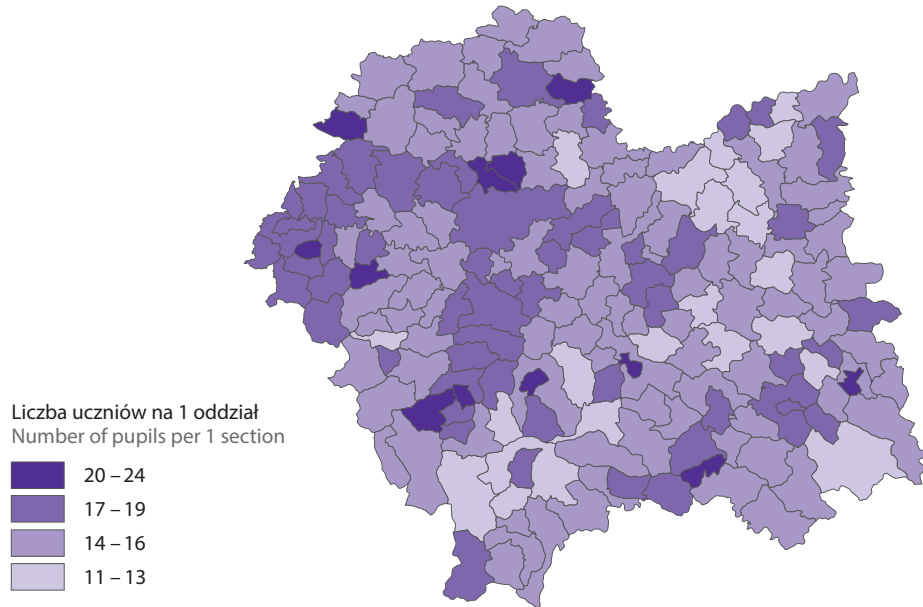 Liczba uczniów na 1 oddział
Number of pupils per 1 section
20 – 24
17 – 19
14 – 16
11 – 13